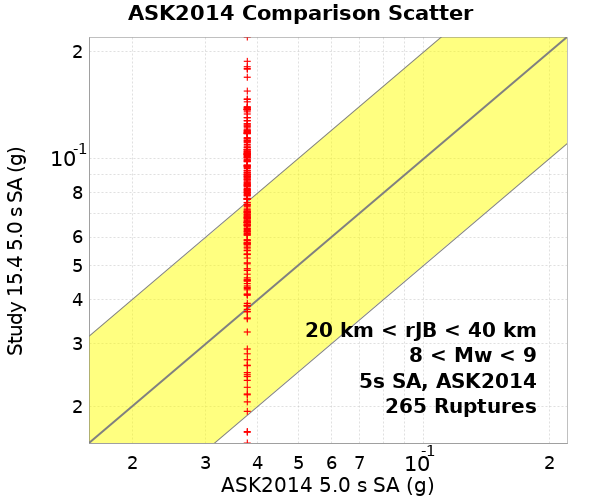 ASK2014 Comparison Scatter
Study 15.4 5.0 s SA (g)
2
10-1
8
6
5
4
3
2
20 km < rJB < 40 km
8 < Mw < 9
5s SA, ASK2014
265 Ruptures
2 3 4 5 6 7 10-1 2
ASK2014 5.0 s SA (g)